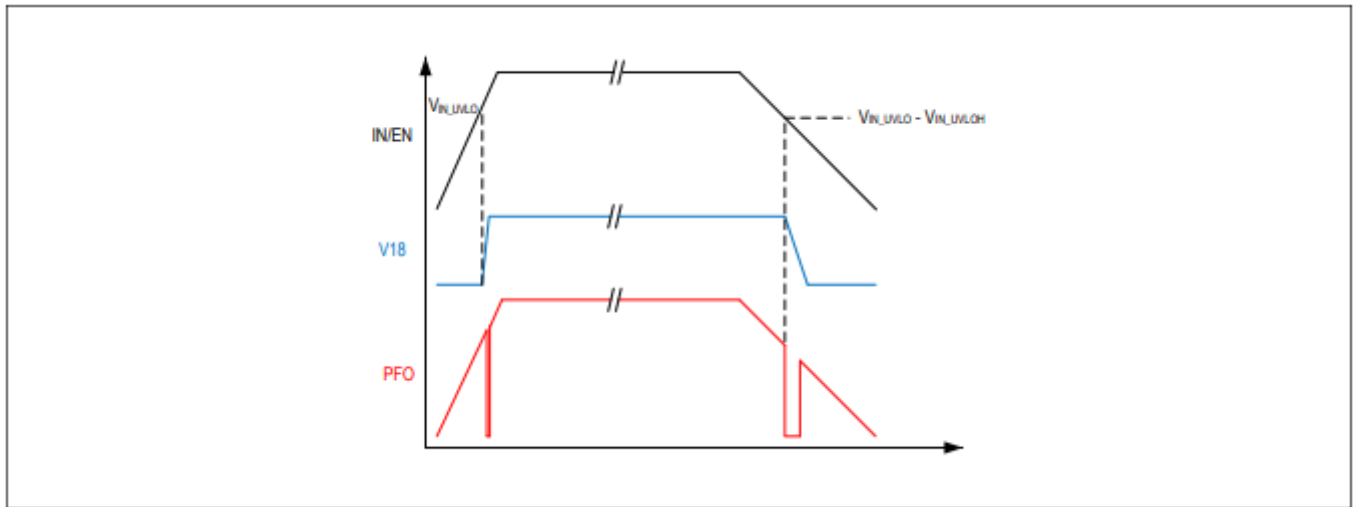 VIN_UVLO
IN/EN
VIN_UVLO - VIN_UVLOH
V18
PFO